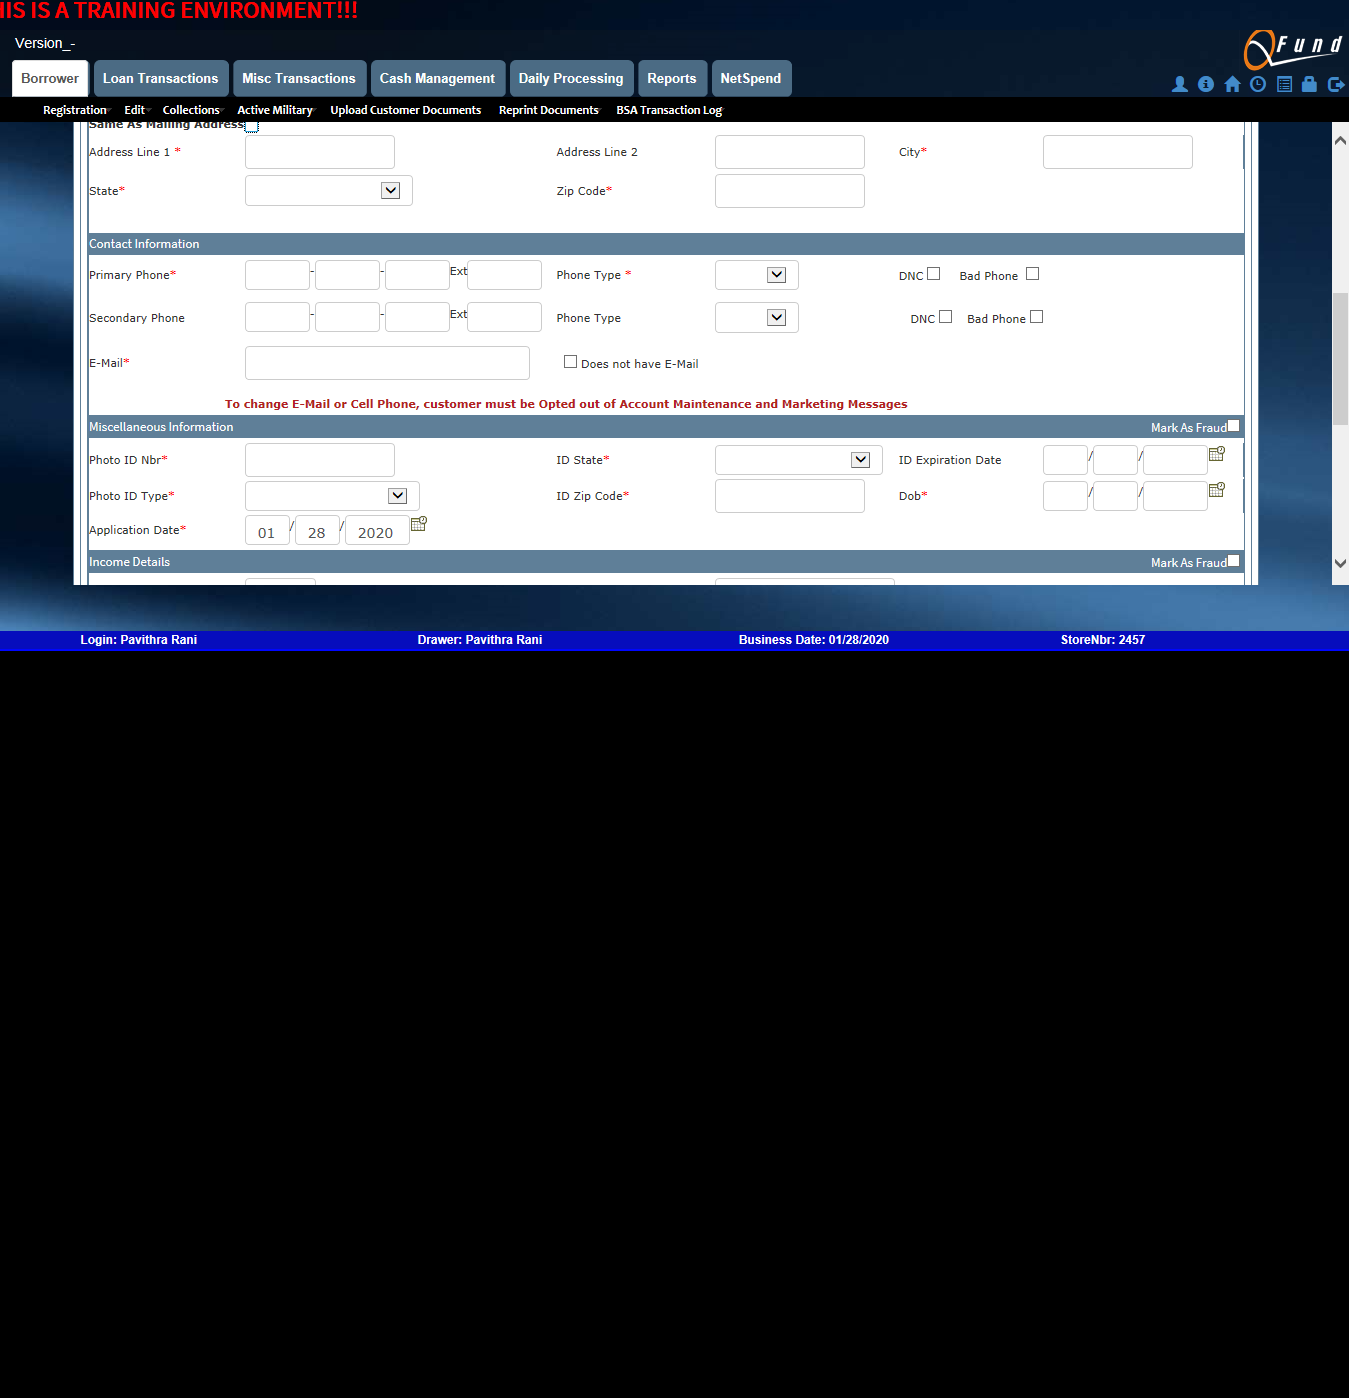 HIS IS A TRAINING ENVIRONMENT!!!
Version_-
QFund
Borrower Loan Transactions Misc Transactions Cash Management Daily Processing Reports NetSpend
Registration Edit Collections Active Military Upload Customer Documents Reprint Documents BSA Transaction Log
Same As Mailing Address
Address Line 1 * Address Line 2 City*
State* Zip Code*
Contact Information
Primary Phone* - - Ext Phone Type * DNC Bad Phone
Secondary Phone - - Ext Phone Type DNC Bad Phone
E-Mail* Does not have E-Mail
To change E-Mail or Cell Phone, customer must be Opted out of Account Maintenance and Marketing Messages
Miscellaneous Information Mark As Fraud
Photo ID Nbr* ID State* ID Expiration Date / /
Photo ID Type* ID Zip Code* Dob* / /
Application Date* 01 / 28 / 2020
Income Details Mark As Fraud
Login: Pavithra Rani Drawer: Pavithra Rani Business Date: 01/28/2020 StoreNbr: 2457